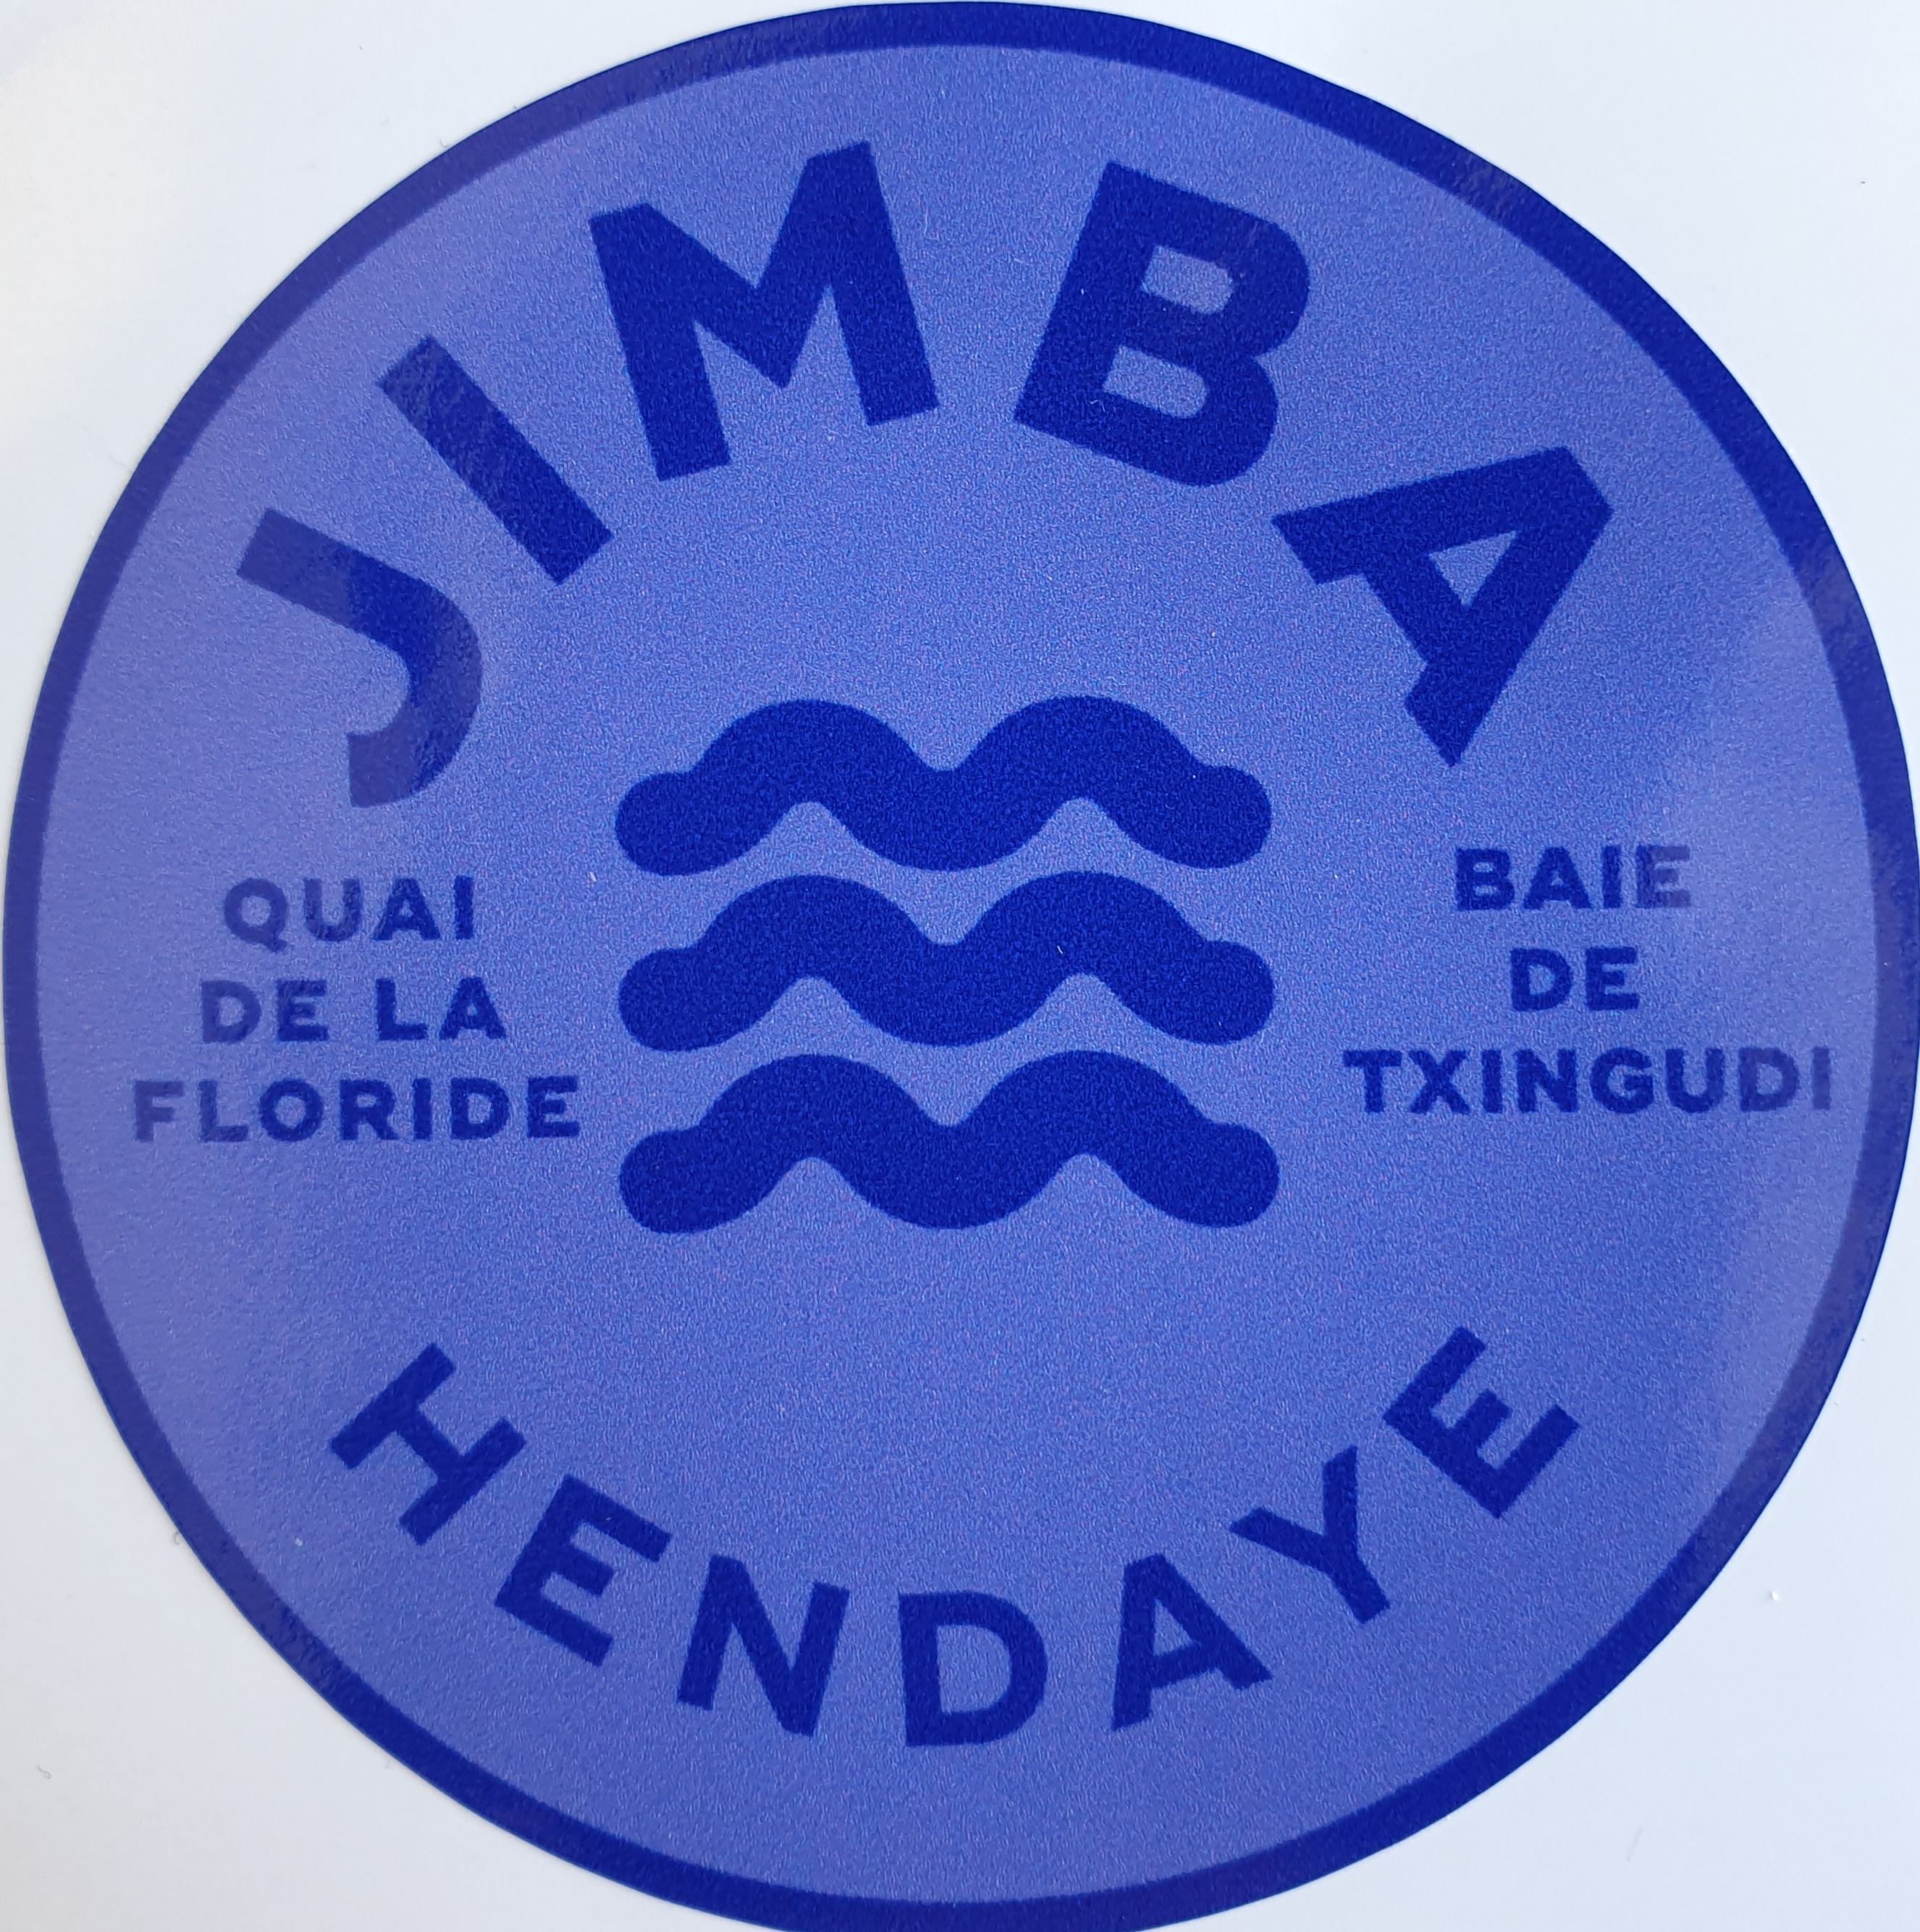 JIMBA
QUAI
DE LA
FLORIDE
BAIE
DE
TXINGUDI
HENDAYE